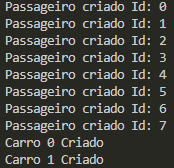 Passageiro criado Id: 0
Passageiro criado Id: 1
Passageiro criado Id: 2
Passageiro criado Id: 3
Passageiro criado Id: 4
Passageiro criado Id: 5
Passageiro criado Id: 6
Passageiro criado Id: 7
Carro 0 Criado
Carro 1 Criado